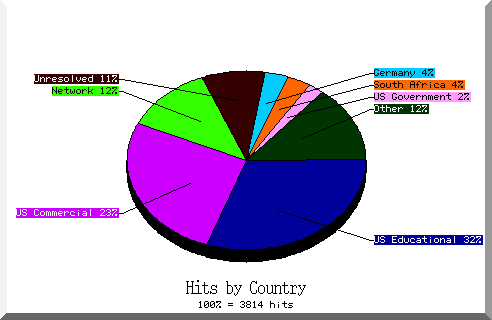 Germany 4%
Unresolved 11%
South Africa 4%
Network 12%
US Government 2%
Other 12%
US Commercial 23%
US Educational 32%
Hits by Country
100% = 3814 hits